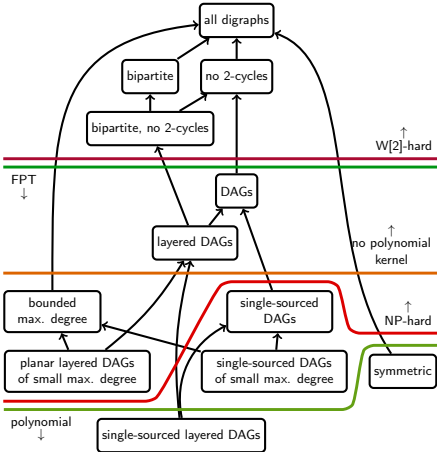 all digraphs
bipartite
no 2-cycles
bipartite, no 2-cycles
↑
W[2]-hard
FPT
↓
DAGs
layered DAGs
↑
no polynomial
kernel
bounded
max. degree
single-sourced
DAGs
↑
NP-hard
planar layered DAGs
of small max. degree
single-sourced DAGs
of small max. degree
symmetric
polynomial
↓
single-sourced layered DAGs